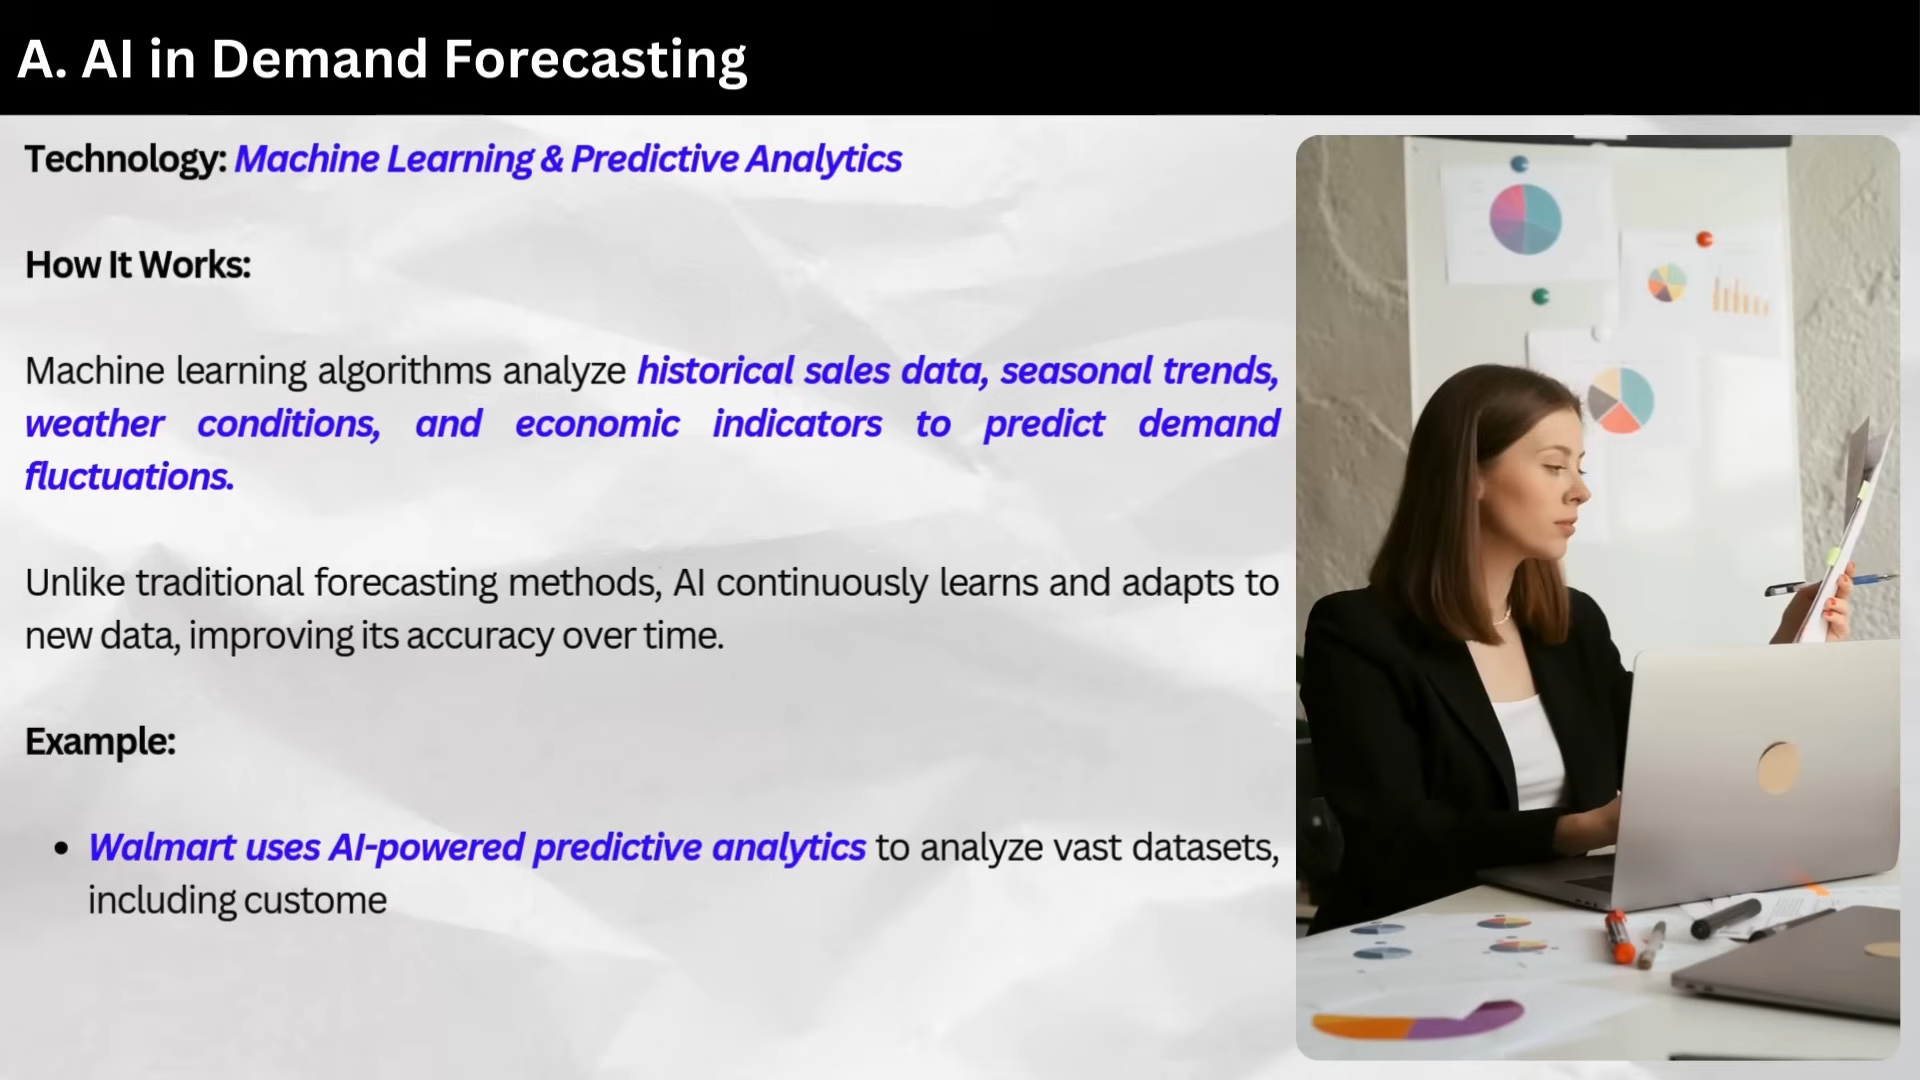 A. AI in Demand Forecasting
Technology: Machine Learning & Predictive Analytics
How It Works:
Machine learning algorithms analyze historical sales data, seasonal trends,
weather conditions, and economic indicators to predict demand
fluctuations.
Unlike traditional forecasting methods, AI continuously learns and adapts to
new data, improving its accuracy over time.
Example:
• Walmart uses AI-powered predictive analytics to analyze vast datasets,
including custome